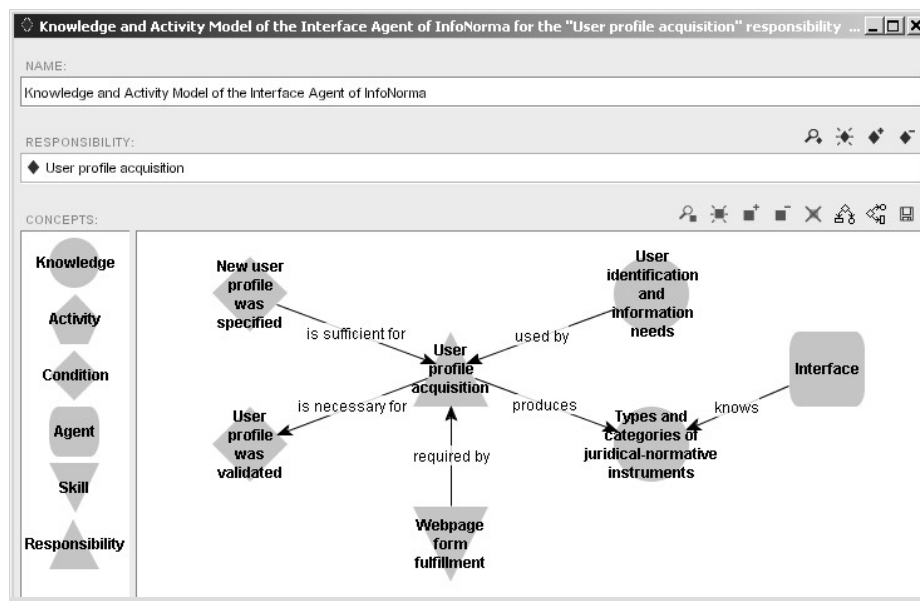 Knowledge and Activity Model of the Interface Agent of InfoNorma for the "User profile acquisition" responsibility ...
NAME:
Knowledge and Activity Model of the Interface Agent of InfoNorma
RESPONSIBILITY:
User profile acquisition
CONCEPTS:
Knowledge
Activity
Condition
Agent
Skill
Responsibility
New user
profile
was
specified
User
identification
and
information
needs
is sufficient for
used by
User
profile
acquisition
Interface
is necessary for
produces
knows
User
profile
was
validated
Types and
categories of
juridical-normative
instruments
required by
Webpage
form
fulfillment